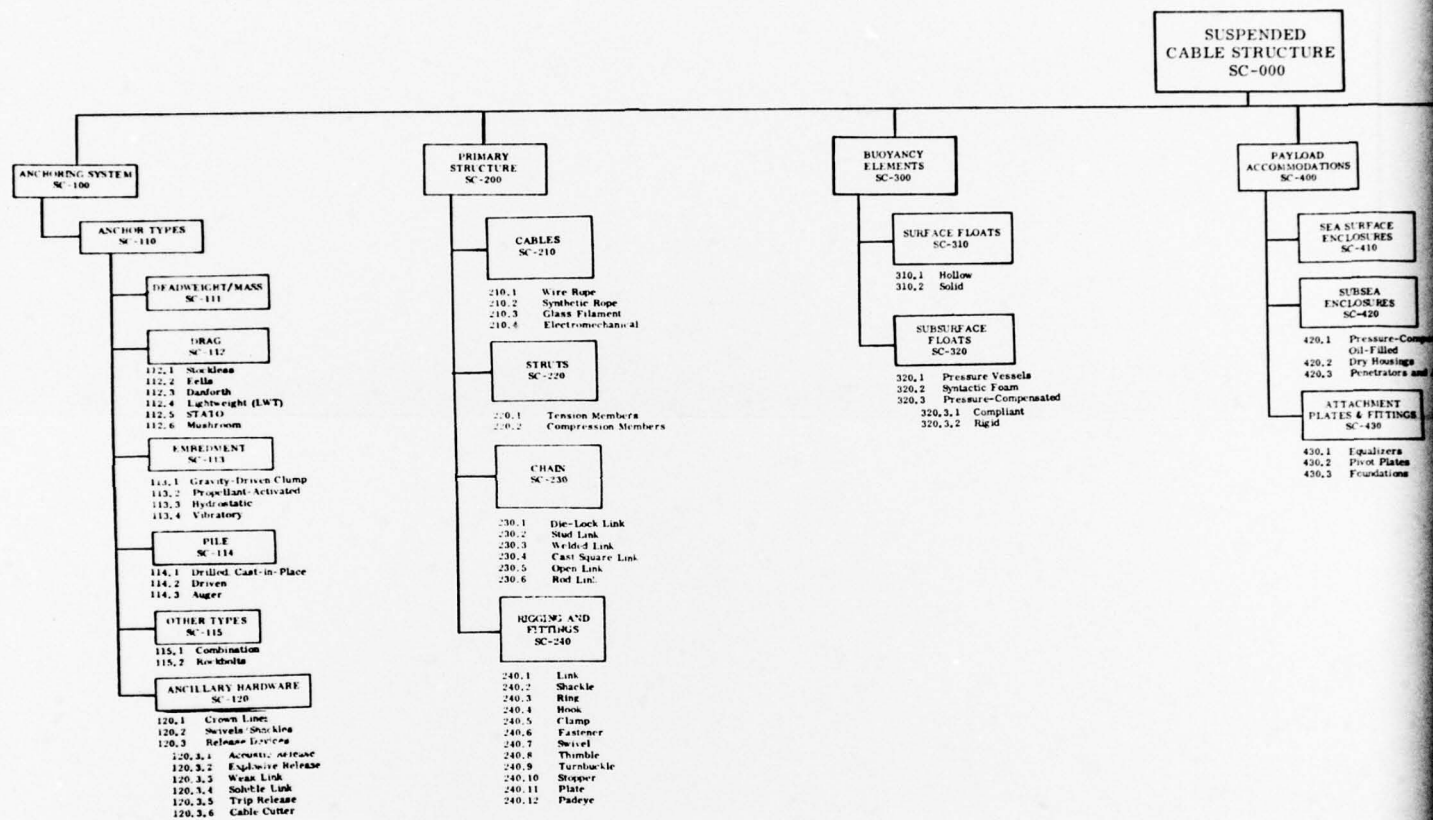 SUSPENDED
CABLE STRUCTURE
SC-000
ANCHORING SYSTEM
SC-100
ANCHOR TYPES
SC-110
DEADWEIGHT/MASS
SC-111
DRAG
SC-112
112.1 Stockless
112.2 Eells
112.3 Danforth
112.4 Lightweight (LWT)
112.5 STATO
112.6 Mushroom
EMBEDMENT
SC-113
113.1 Gravity-Driven Clump
113.2 Propellant-Activated
113.3 Hydrostatic
113.4 Vibratory
PILE
SC-114
114.1 Drilled, Cast-in-Place
114.2 Driven
114.3 Auger
OTHER TYPES
SC-115
115.1 Combination
115.2 Rockbolts
ANCILLARY HARDWARE
SC-120
120.1 Crown Lines
120.2 Swivels/Shackles
120.3 Release Devices
120.3.1 Acoustic Release
120.3.2 Explosive Release
120.3.3 Weak Link
120.3.4 Soluble Link
120.3.5 Trip Release
120.3.6 Cable Cutter
PRIMARY
STRUCTURE
SC-200
CABLES
SC-210
210.1 Wire Rope
210.2 Synthetic Rope
210.3 Glass Filament
210.4 Electromechanical
STRUTS
SC-220
220.1 Tension Members
220.2 Compression Members
CHAIN
SC-230
230.1 Die-Lock Link
230.2 Stud Link
230.3 Welded Link
230.4 Cast Square Link
230.5 Open Link
230.6 Rod Link
RIGGING AND
FITTINGS
SC-240
240.1 Link
240.2 Shackle
240.3 Ring
240.4 Hook
240.5 Clamp
240.6 Fastener
240.7 Swivel
240.8 Thimble
240.9 Turnbuckle
240.10 Stopper
240.11 Plate
240.12 Padeye
BUOYANCY
ELEMENTS
SC-300
SURFACE FLOATS
SC-310
310.1 Hollow
310.2 Solid
SUBSURFACE
FLOATS
SC-320
320.1 Pressure Vessels
320.2 Syntactic Foam
320.3 Pressure-Compensated
320.3.1 Compliant
320.3.2 Rigid
PAYLOAD
ACCOMMODATIONS
SC-400
SEA SURFACE
ENCLOSURES
SC-410
SUBSEA
ENCLOSURES
SC-420
420.1 Pressure-Compe
Oil-Filled
420.2 Dry Housings
420.3 Penetrators and
ATTACHMENT
PLATES & FITTINGS
SC-430
430.1 Equalizers
430.2 Pivot Plates
430.3 Foundations